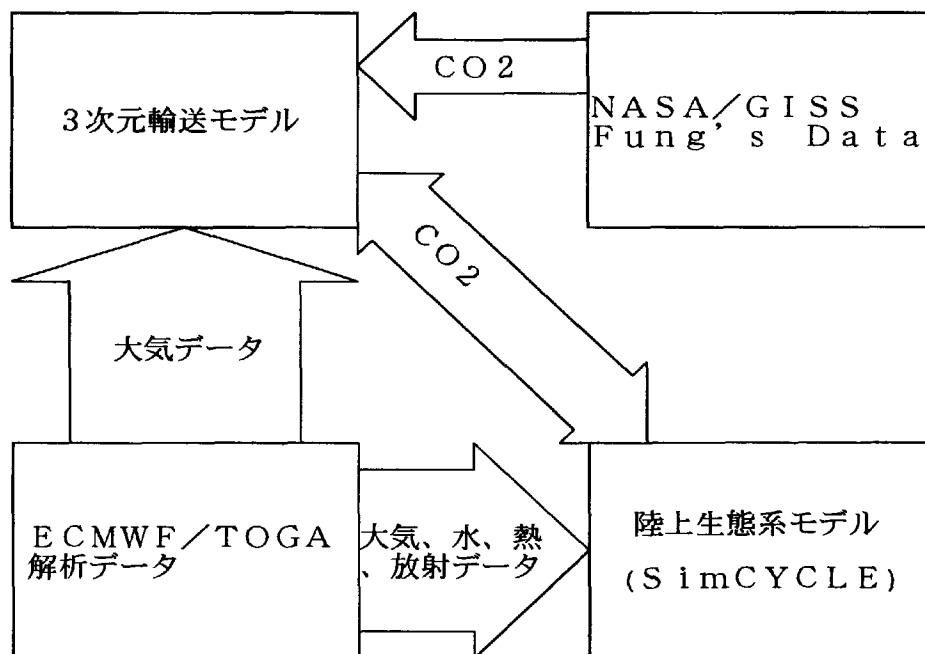 3次元輸送モデル
CO2
NASA/GISS
Fung's Data
CO2
大気データ
ECMWF/TOGA
解析データ
大気、水、熱
、放射データ
陸上生態系モデル
(SimCYCLE)